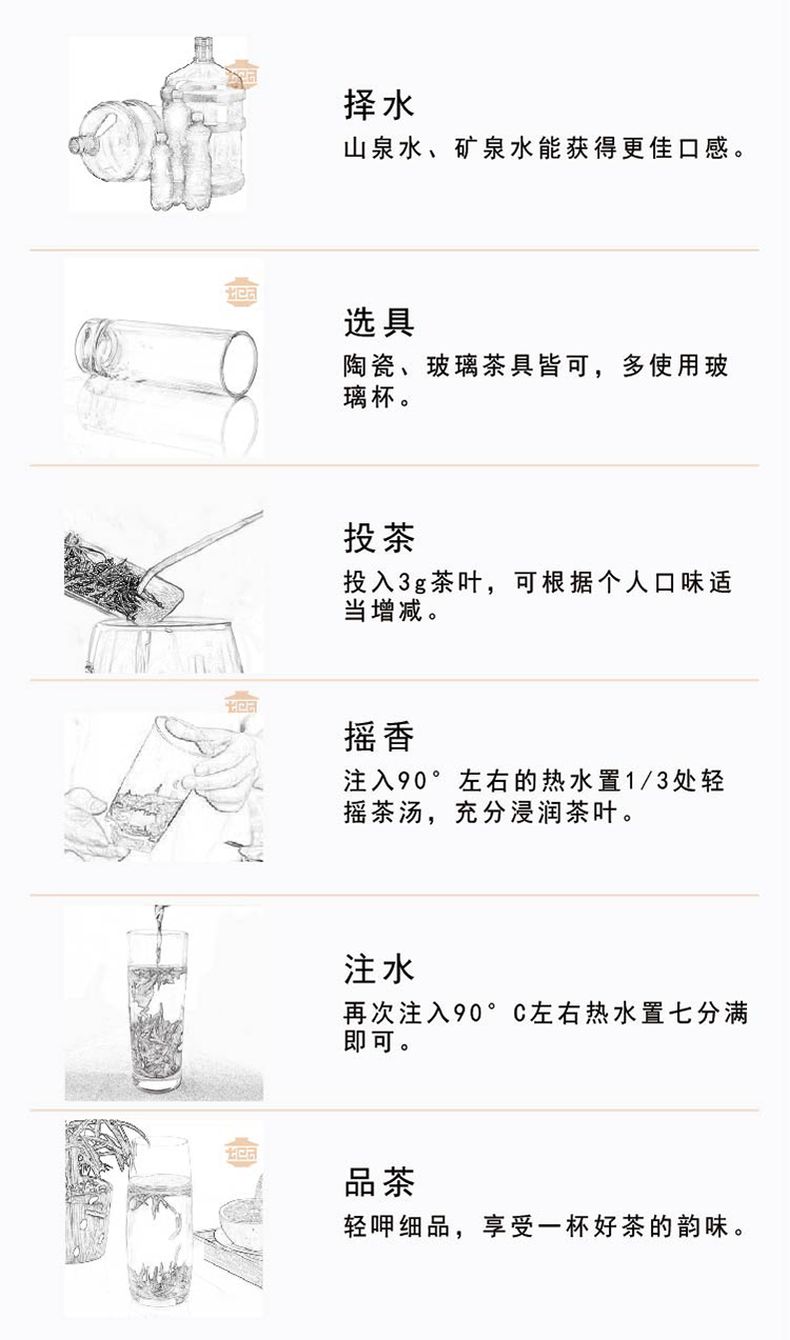 择水
山泉水、矿泉水能获得更佳口感。
选具
陶瓷、玻璃茶具皆可，多使用玻
璃杯。
投茶
投入3g茶叶，可根据个人口味适
当增减。
摇香
注入90°左右的热水置1/3处轻
摇茶汤，充分浸润茶叶。
注水
再次注入90°C左右热水置七分满
即可。
品茶
轻呷细品，享受一杯好茶的韵味。